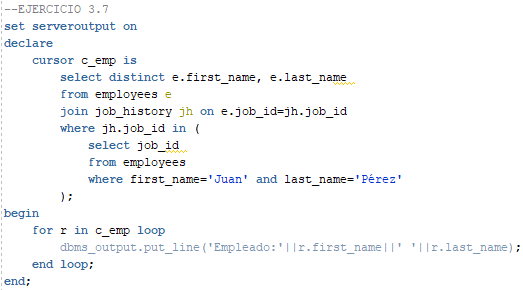 --EJERCICIO 3.7
set serveroutput on
declare
    cursor c_emp is
        select distinct e.first_name, e.last_name
        from employees e
        join job_history jh on e.job_id=jh.job_id
        where jh.job_id in (
            select job_id
            from employees
            where first_name='Juan' and last_name='Pérez'
        );
begin
    for r in c_emp loop
        dbms_output.put_line('Empleado:'||r.first_name||' '||r.last_name);
    end loop;
end;